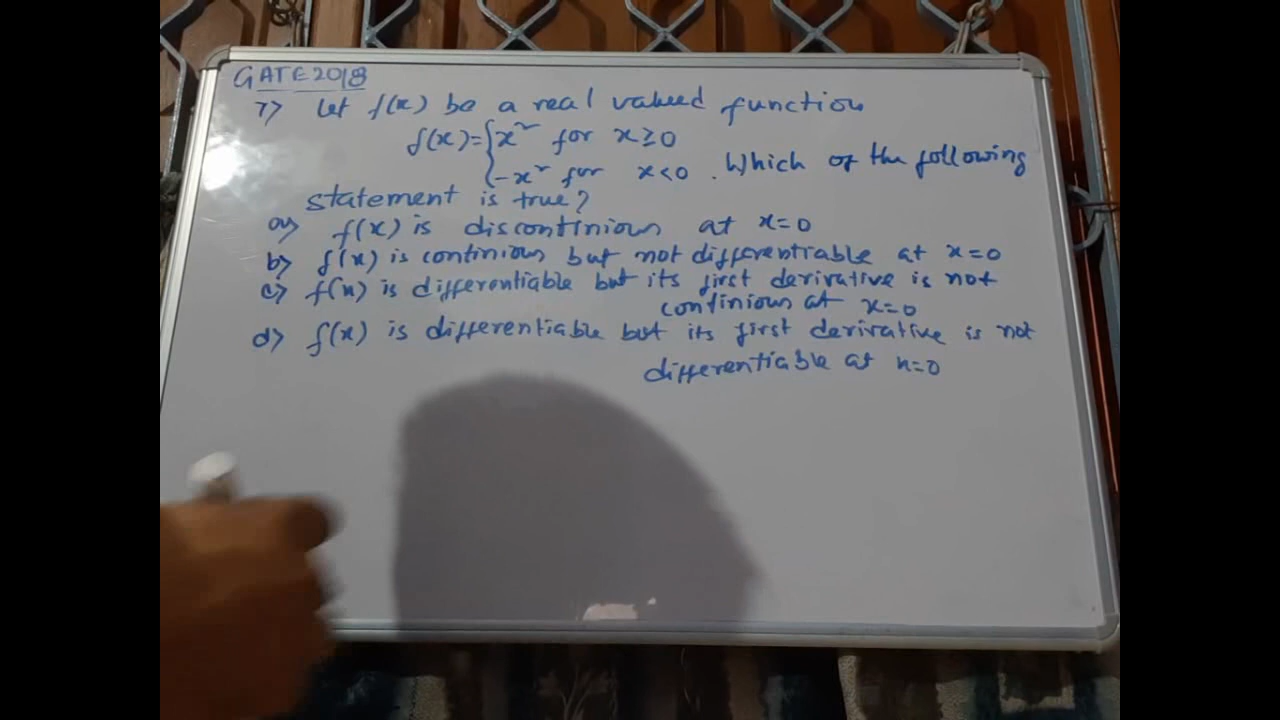 GATE 2018
7) Let f(x) be a real valued function
f(x)={x² for x≥0
-x² for x<0. Which of the following
statement is true?
a) f(x) is discontinious at x=0
b) f(x) is continious but not differentiable at x=0
c) f(x) is differentiable but its first derivative is not
continious at x=0
d) f(x) is differentiable but its first derivative is not
differentiable at x=0